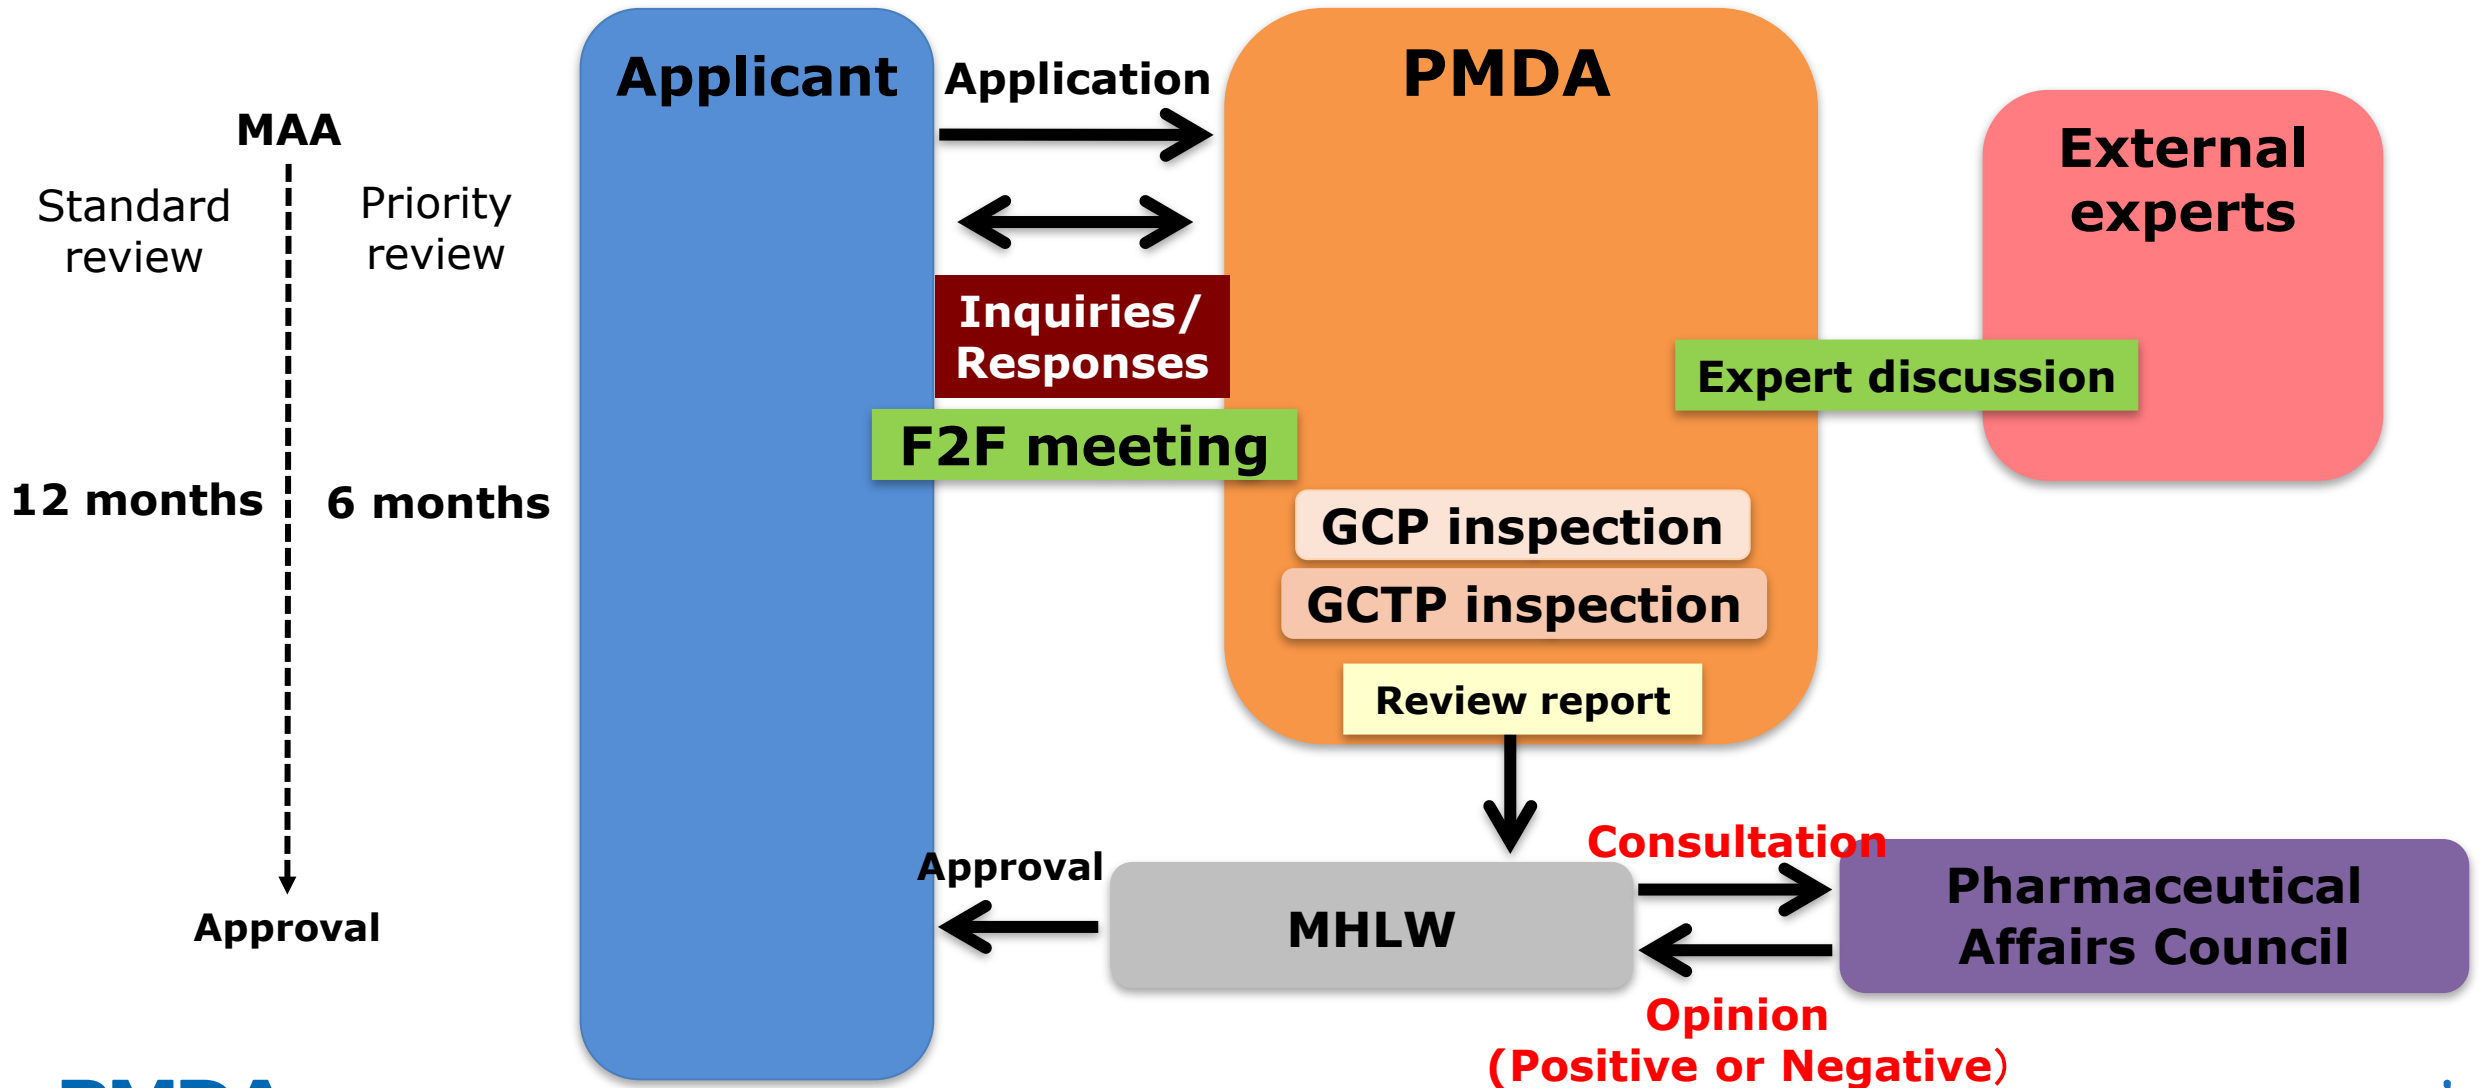 MAA
Standard
review
Priority
review
12 months
6 months
Approval
Applicant
Application
Inquiries/
Responses
F2F meeting
PMDA
Expert discussion
External
experts
GCP inspection
GCTP inspection
Review report
Approval
MHLW
Consultation
Pharmaceutical
Affairs Council
Opinion
(Positive or Negative）
PMDA